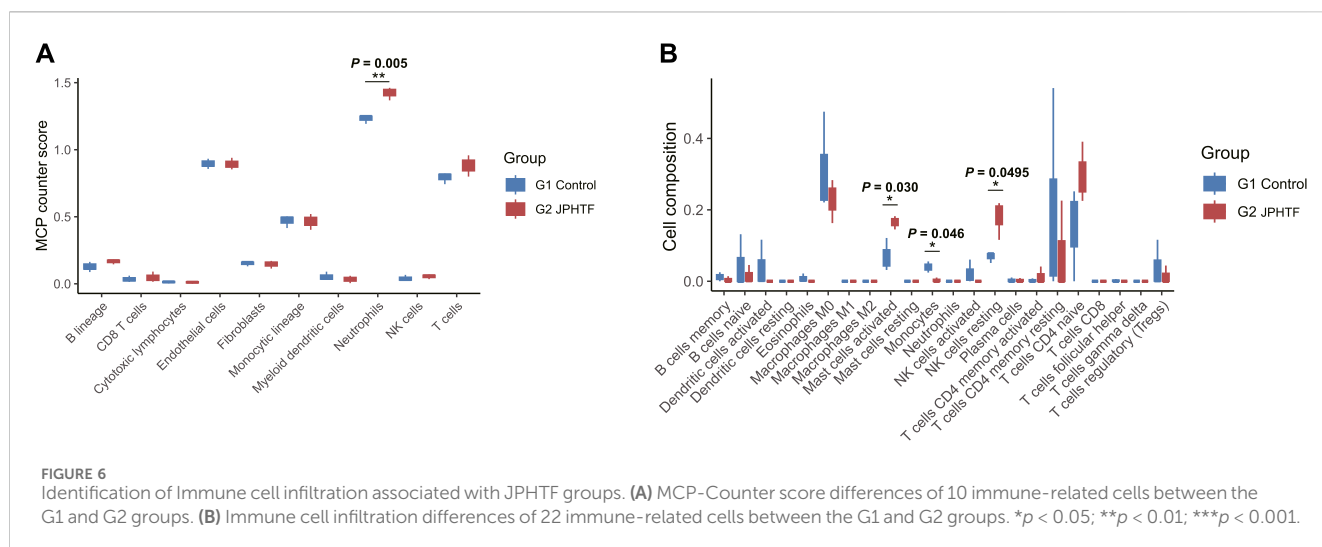 A
P = 0.005
**
MCP counter score
1.5
1.0
0.5
0.0
B lineage
CD8 T cells
Cytotoxic lymphocytes
Endothelial cells
Fibroblasts
Monocytic lineage
Myeloid dendritic cells
Neutrophils
NK cells
T cells
Group
G1 Control
G2 JPHTF
B
Cell composition
0.4
0.2
0.0
P = 0.030
*
P = 0.046
*
P = 0.0495
*
B cells memory
B cells naive
Dendritic cells activated
Dendritic cells resting
Eosinophils
Macrophages M0
Macrophages M1
Macrophages M2
Mast cells activated
Mast cells resting
Monocytes
Neutrophils
NK cells activated
NK cells resting
Plasma cells
T cells CD4 memory activated
T cells CD4 memory resting
T cells CD4 naive
T cells CD8
T cells follicular helper
T cells gamma delta
T cells regulatory (Tregs)
Group
G1 Control
G2 JPHTF
FIGURE 6
Identification of Immune cell infiltration associated with JPHTF groups. (A) MCP-Counter score differences of 10 immune-related cells between the
G1 and G2 groups. (B) Immune cell infiltration differences of 22 immune-related cells between the G1 and G2 groups. *p < 0.05; **p < 0.01; ***p < 0.001.